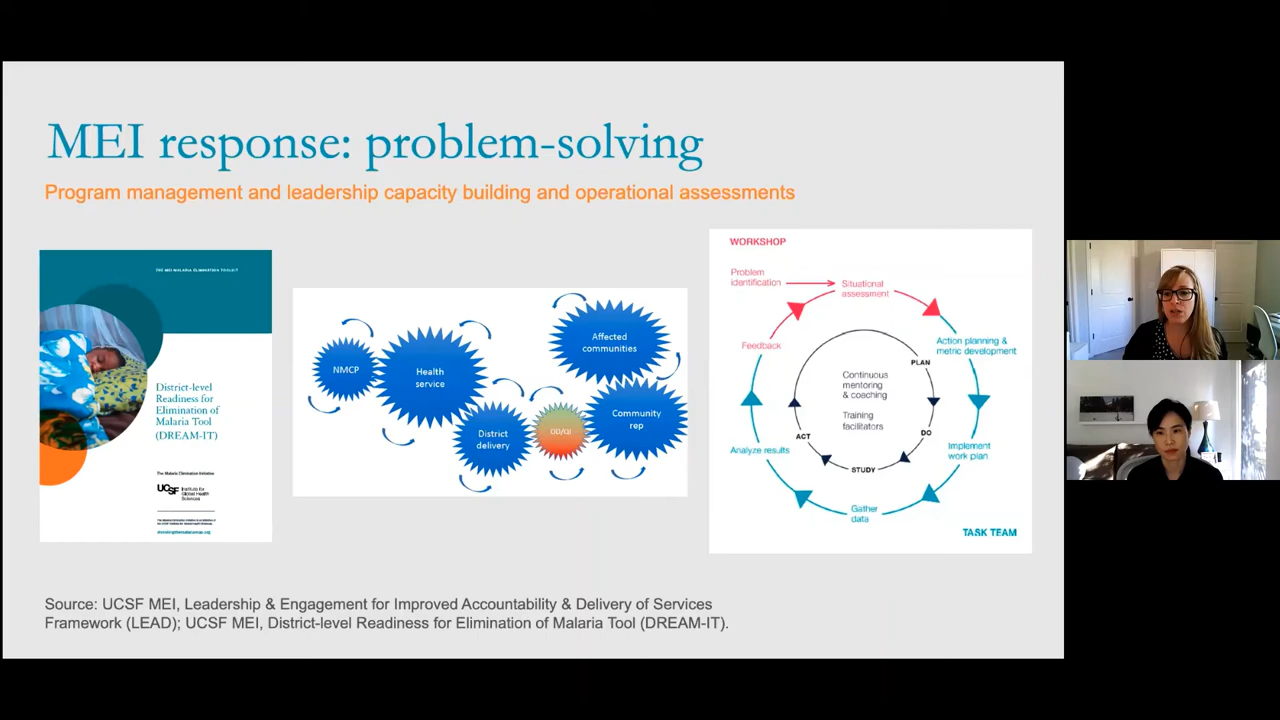 MEI response: problem-solving
Program management and leadership capacity building and operational assessments
THE MEI MALARIA ELIMINATION TOOLKIT
District-level
Readiness for
Elimination of
Malaria Tool
(DREAM-IT)
The Malaria Elimination Initiative
UCSF
Institute for
Global Health
Sciences
NMCP
Health
service
District
delivery
OD/QI
Affected
communities
Community
rep
WORKSHOP
Problem
identification
Situational
assessment
Action planning &
metric development
Implement
work plan
Gather
data
Analyze results
Feedback
PLAN
DO
STUDY
ACT
Continuous
mentoring
& coaching
Training
facilitators
TASK TEAM
Source: UCSF MEI, Leadership & Engagement for Improved Accountability & Delivery of Services
Framework (LEAD); UCSF MEI, District-level Readiness for Elimination of Malaria Tool (DREAM-IT).